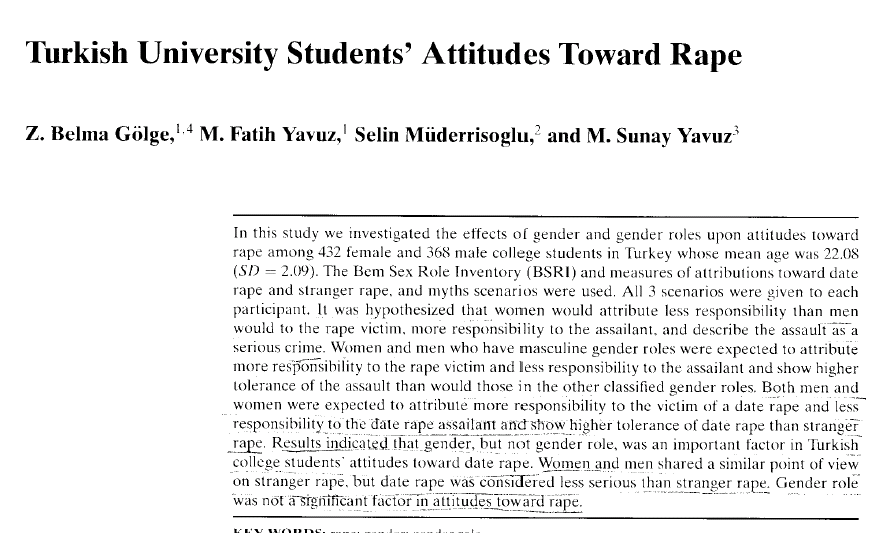 Turkish University Students' Attitudes Toward Rape
Z. Belma Gölge,1,4 M. Fatih Yavuz,1 Selin Müderrisoglu,2 and M. Sunay Yavuz3
In this study we investigated the effects of gender and gender roles upon attitudes toward
rape among 432 female and 368 male college students in Turkey whose mean age was 22.08
(SD = 2.09). The Bem Sex Role Inventory (BSRI) and measures of attributions toward date
rape and stranger rape, and myths scenarios were used. All 3 scenarios were given to each
participant. It was hypothesized that women would attribute less responsibility than men
would to the rape victim, more responsibility to the assailant, and describe the assault as a
serious crime. Women and men who have masculine gender roles were expected to attribute
more responsibility to the rape victim and less responsibility to the assailant and show higher
tolerance of the assault than would those in the other classified gender roles. Both men and
women were expected to attribute more responsibility to the victim of a date rape and less
responsibility to the date rape assailant and show higher tolerance of date rape than stranger
rape. Results indicated that gender, but not gender role, was an important factor in Turkish
college students' attitudes toward date rape. Women and men shared a similar point of view
on stranger rape, but date rape was considered less serious than stranger rape. Gender role
was not a significant factor in attitudes toward rape.